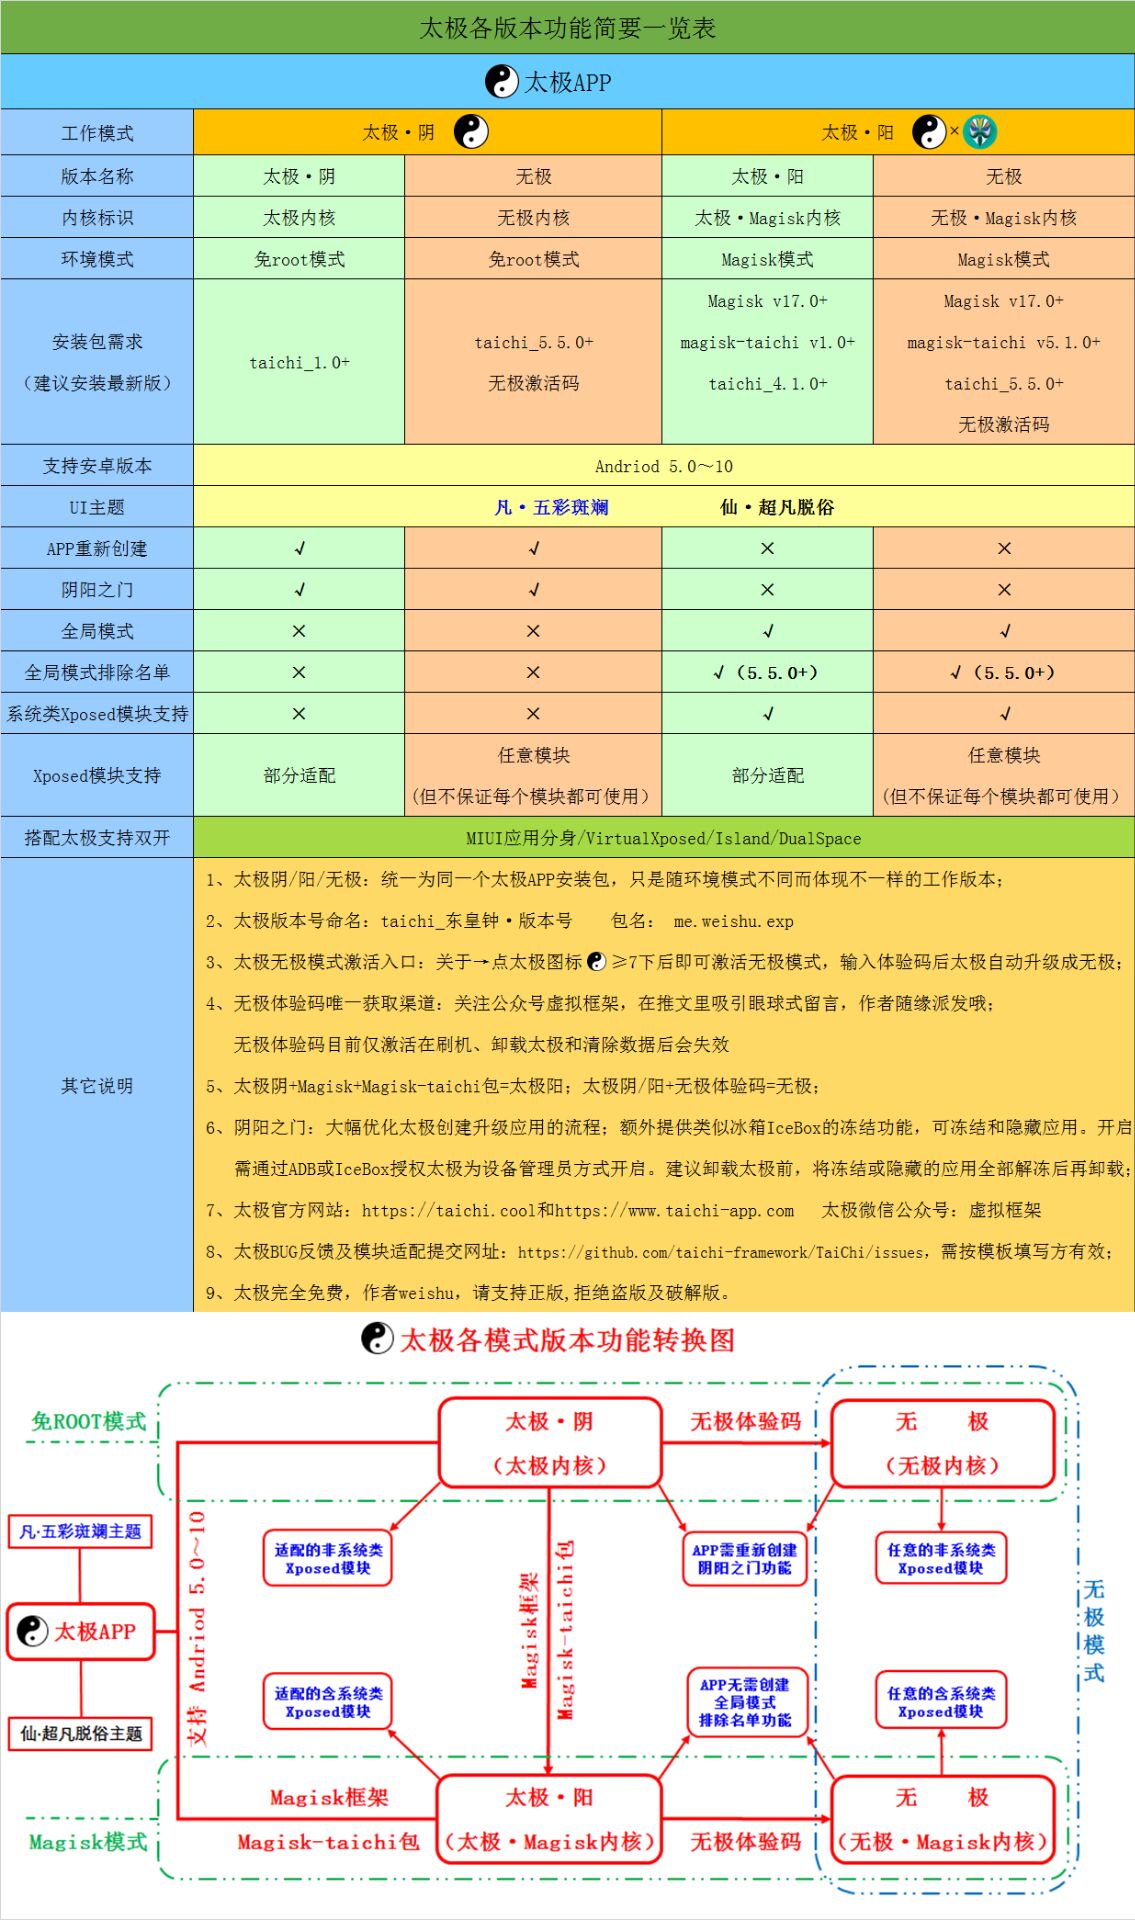 太极各版本功能简要一览表
太极APP
工作模式 太极·阴 太极·阳 ×
版本名称 太极·阴 无极 太极·阳 无极
内核标识 太极内核 无极内核 太极·Magisk内核 无极·Magisk内核
环境模式 免root模式 免root模式 Magisk模式 Magisk模式
安装包需求
（建议安装最新版）
taichi_1.0+
taichi_5.5.0+
无极激活码
Magisk v17.0+
magisk-taichi v1.0+
taichi_4.1.0+
Magisk v17.0+
magisk-taichi v5.1.0+
taichi_5.5.0+
无极激活码
支持安卓版本 Andriod 5.0～10
UI主题 凡·五彩斑斓 仙·超凡脱俗
APP重新创建 √ √ × ×
阴阳之门 √ √ × ×
全局模式 × × √ √
全局模式排除名单 × × √（5.5.0+） √（5.5.0+）
系统类Xposed模块支持 × × √ √
Xposed模块支持
部分适配
任意模块
(但不保证每个模块都可使用）
部分适配
任意模块
(但不保证每个模块都可使用）
搭配太极支持双开 MIUI应用分身/VirtualXposed/Island/DualSpace
其它说明
1、太极阴/阳/无极：统一为同一个太极APP安装包，只是随环境模式不同而体现不一样的工作版本；
2、太极版本号命名：taichi_东皇钟·版本号 包名： me.weishu.exp
3、太极无极模式激活入口：关于→点太极图标 ≥7下后即可激活无极模式，输入体验码后太极自动升级成无极；
4、无极体验码唯一获取渠道：关注公众号虚拟框架，在推文里吸引眼球式留言，作者随缘派发哦；
无极体验码目前仅激活在刷机、卸载太极和清除数据后会失效
5、太极阴+Magisk+Magisk-taichi包=太极阳；太极阴/阳+无极体验码=无极；
6、阴阳之门：大幅优化太极创建升级应用的流程；额外提供类似冰箱IceBox的冻结功能，可冻结和隐藏应用。开启
需通过ADB或IceBox授权太极为设备管理员方式开启。建议卸载太极前，将冻结或隐藏的应用全部解冻后再卸载；
7、太极官方网站：https://taichi.cool和https://www.taichi-app.com 太极微信公众号：虚拟框架
8、太极BUG反馈及模块适配提交网址：https://github.com/taichi-framework/TaiChi/issues，需按模板填写方有效；
9、太极完全免费，作者weishu，请支持正版,拒绝盗版及破解版。
太极各模式版本功能转换图
免ROOT模式
太极·阴
（太极内核）
无极体验码
无 极
（无极内核）
凡·五彩斑斓主题
支持 Andriod 5.0～10
适配的非系统类
Xposed模块
Magisk框架
Magisk-taichi包
APP需重新创建
阴阳之门功能
任意的非系统类
Xposed模块
无极模式
太极APP
仙·超凡脱俗主题
适配的含系统类
Xposed模块
APP无需创建
全局模式
排除名单功能
任意的含系统类
Xposed模块
Magisk模式
Magisk框架
Magisk-taichi包
太极·阳
（太极·Magisk内核）
无极体验码
无 极
（无极·Magisk内核）